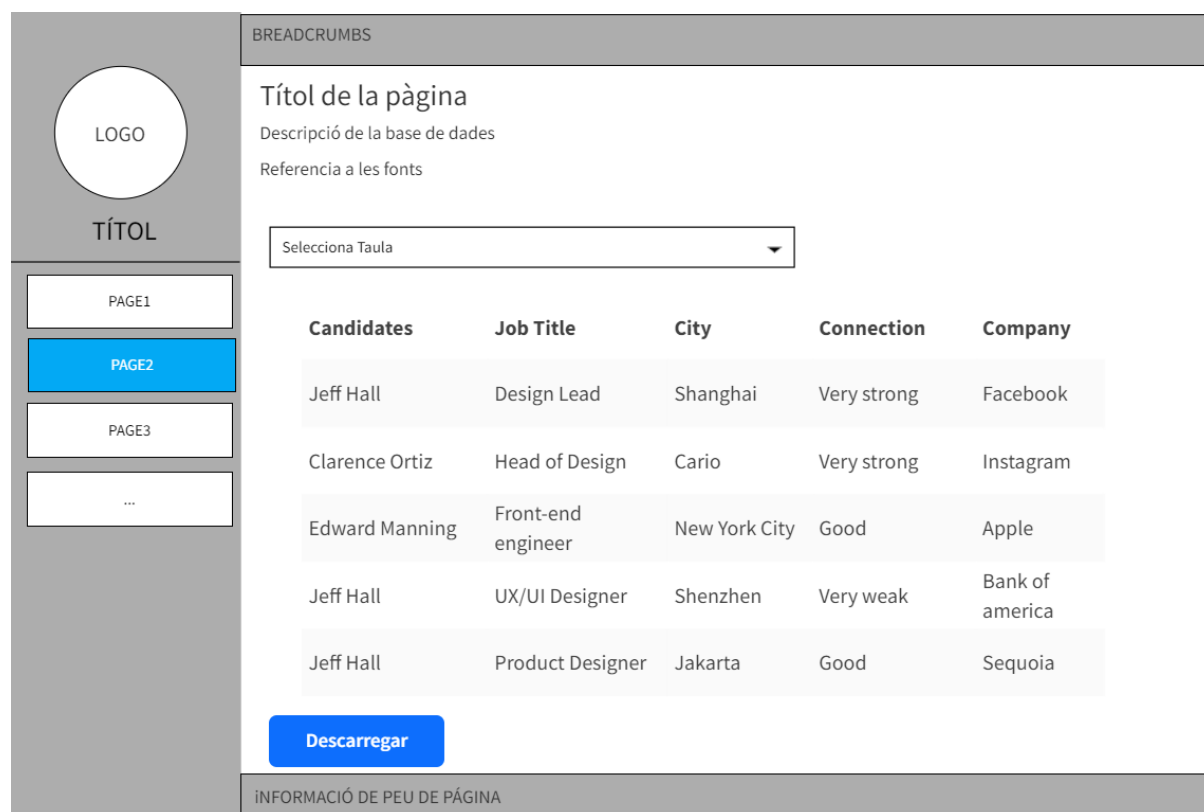 BREADCRUMBS
LOGO
TÍTOL
PAGE1
PAGE2
PAGE3
...
Títol de la pàgina
Descripció de la base de dades
Referencia a les fonts
Selecciona Taula
Candidates Job Title City Connection Company
Jeff Hall Design Lead Shanghai Very strong Facebook
Clarence Ortiz Head of Design Cario Very strong Instagram
Edward Manning Front-end engineer New York City Good Apple
Jeff Hall UX/UI Designer Shenzhen Very weak Bank of america
Jeff Hall Product Designer Jakarta Good Sequoia
Descarregar
iNFORMACIÓ DE PEU DE PÁGINA